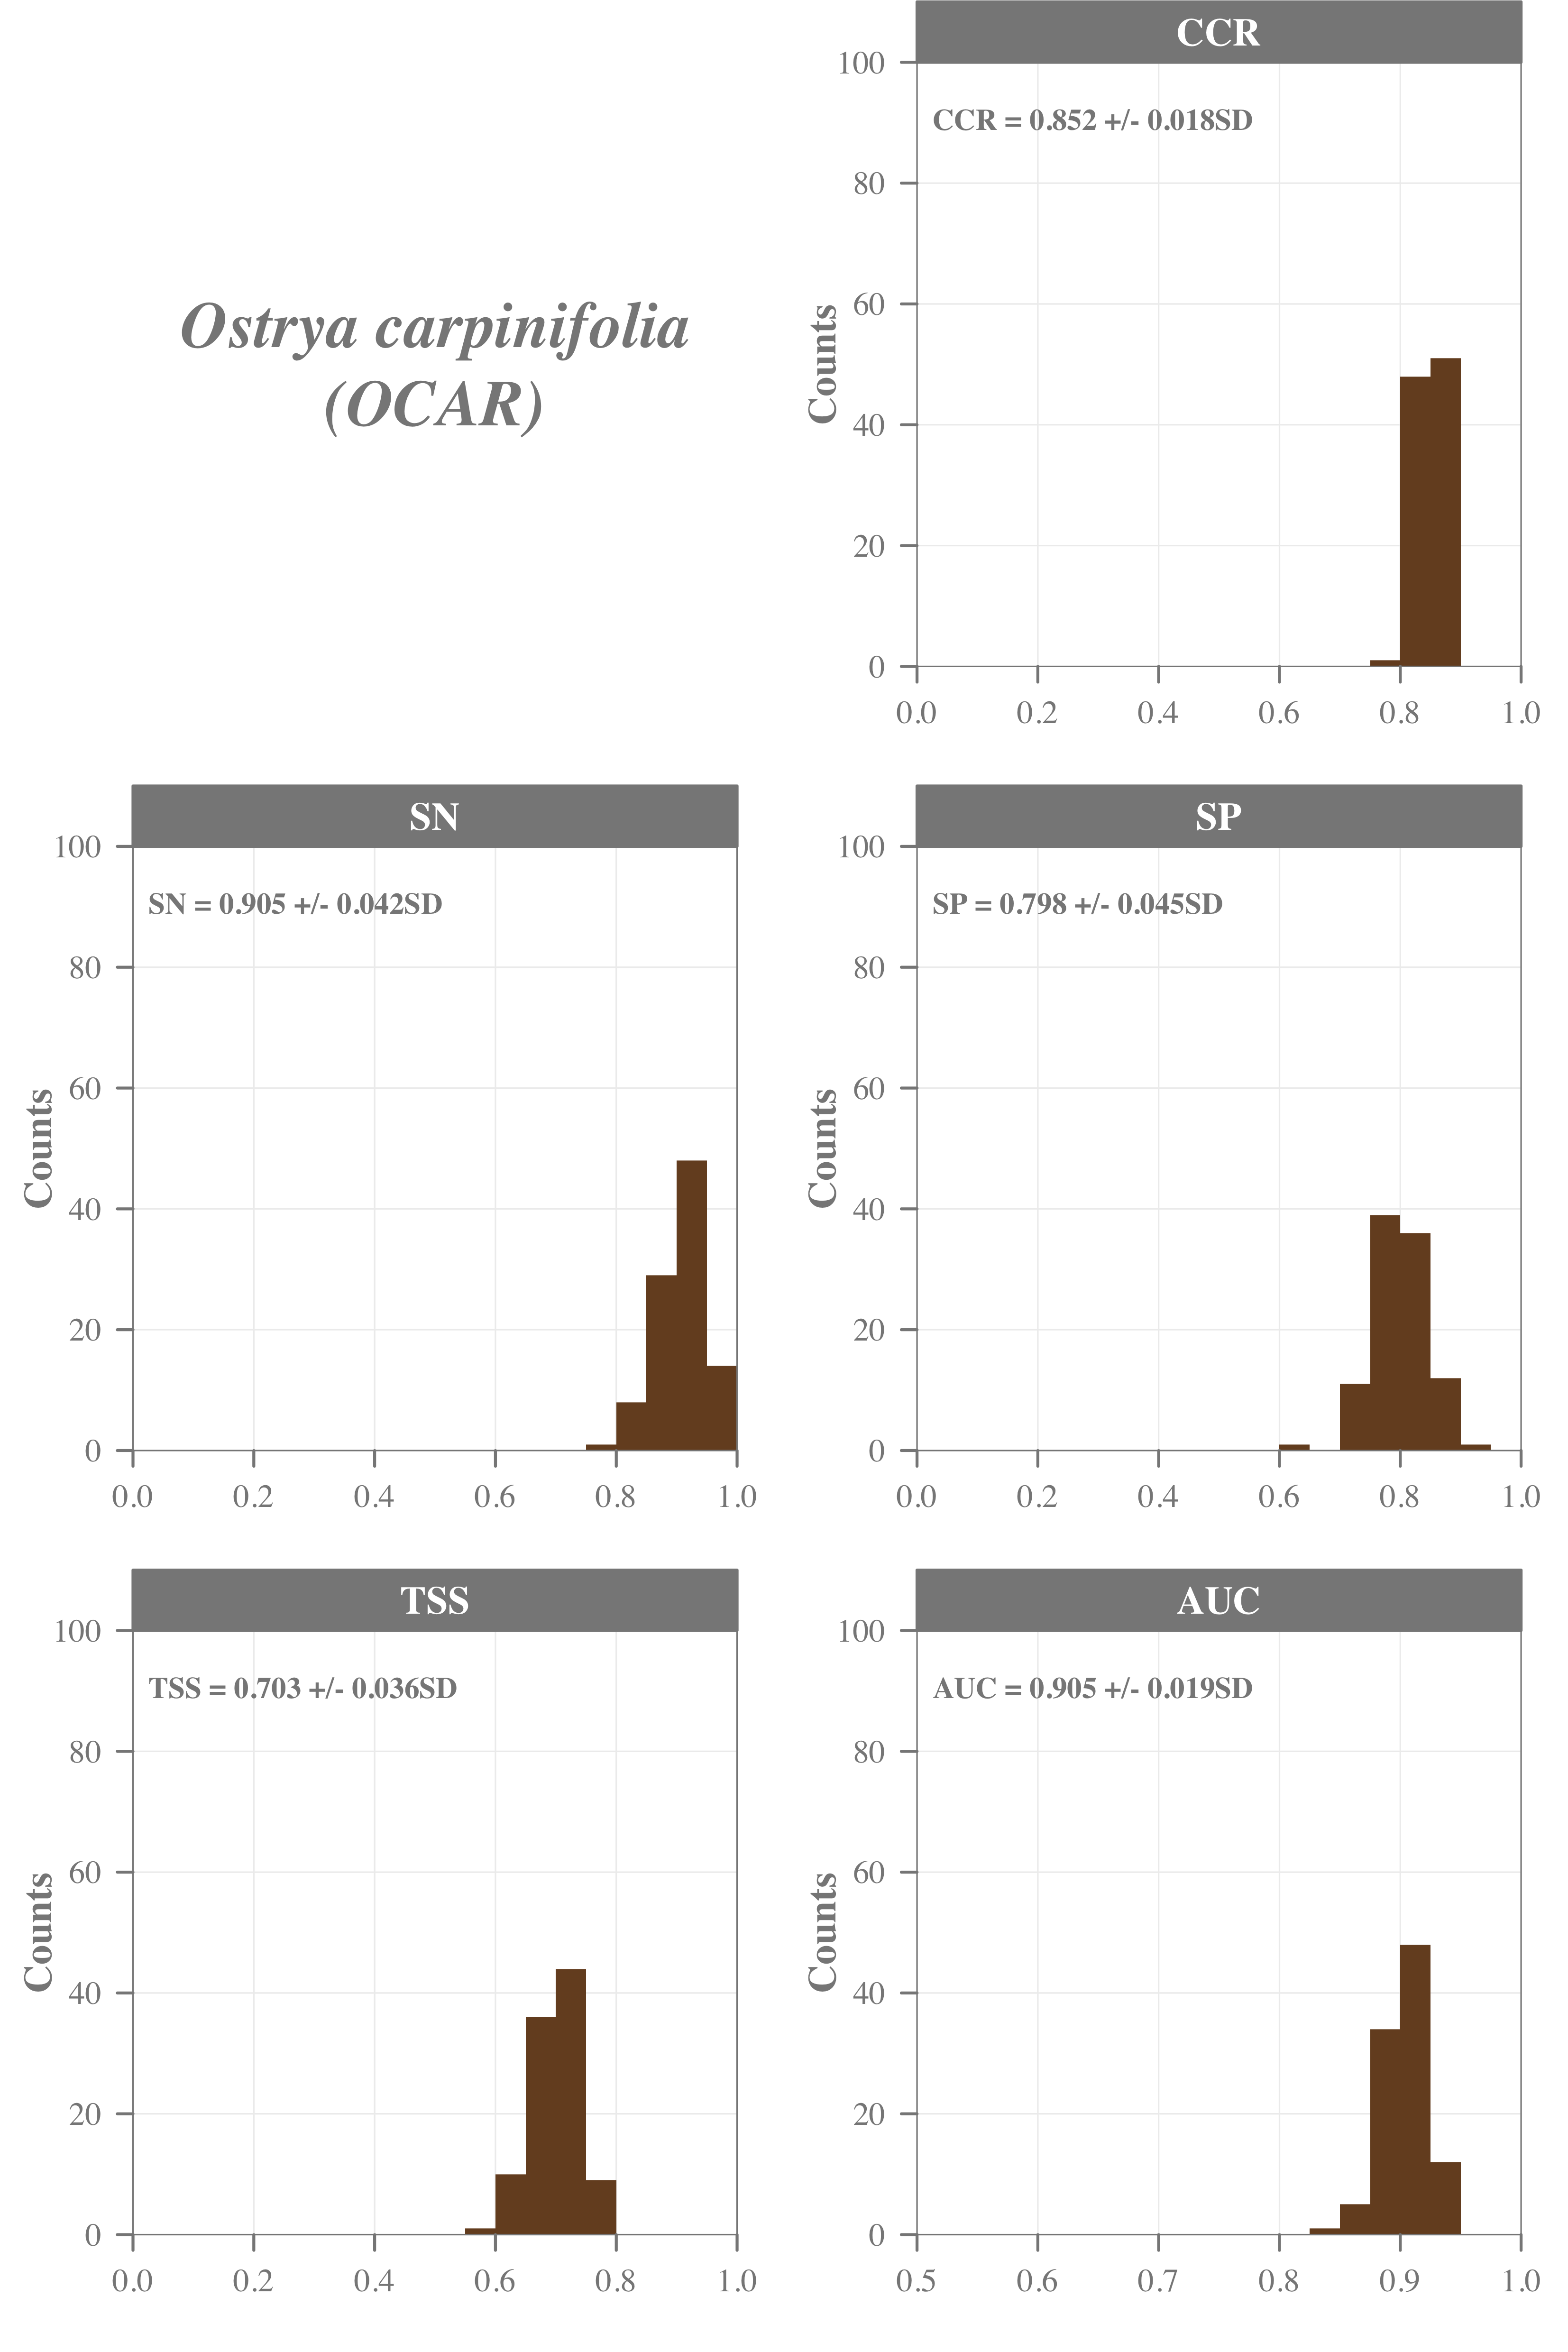 Ostrya carpinifolia
(OCAR)
CCR
CCR = 0.852 +/- 0.018SD
Counts
100
80
60
40
20
0
0.0 0.2 0.4 0.6 0.8 1.0
SN
SN = 0.905 +/- 0.042SD
Counts
100
80
60
40
20
0
0.0 0.2 0.4 0.6 0.8 1.0
SP
SP = 0.798 +/- 0.045SD
Counts
100
80
60
40
20
0
0.0 0.2 0.4 0.6 0.8 1.0
TSS
TSS = 0.703 +/- 0.036SD
Counts
100
80
60
40
20
0
0.0 0.2 0.4 0.6 0.8 1.0
AUC
AUC = 0.905 +/- 0.019SD
Counts
100
80
60
40
20
0
0.5 0.6 0.7 0.8 0.9 1.0